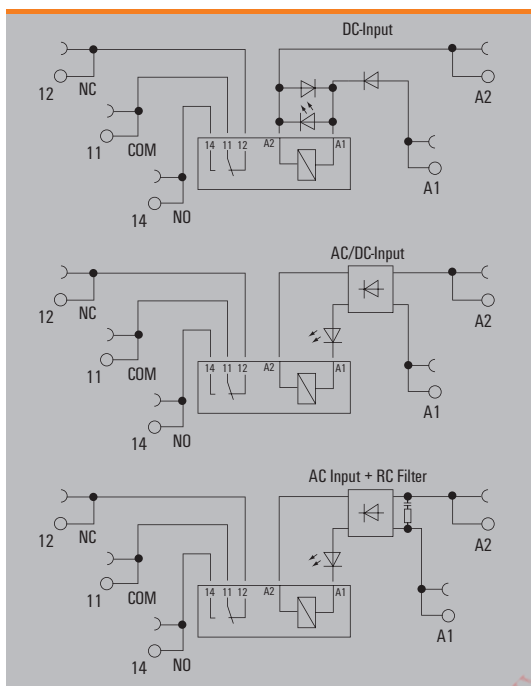 DC-Input
12 NC
A2
11 COM
14 11 12 A2 A1
A1
14 NO
AC/DC-Input
12 NC
A2
11 COM
14 11 12 A2 A1
A1
14 NO
AC Input + RC Filter
12 NC
A2
11 COM
14 11 12 A2 A1
A1
14 NO